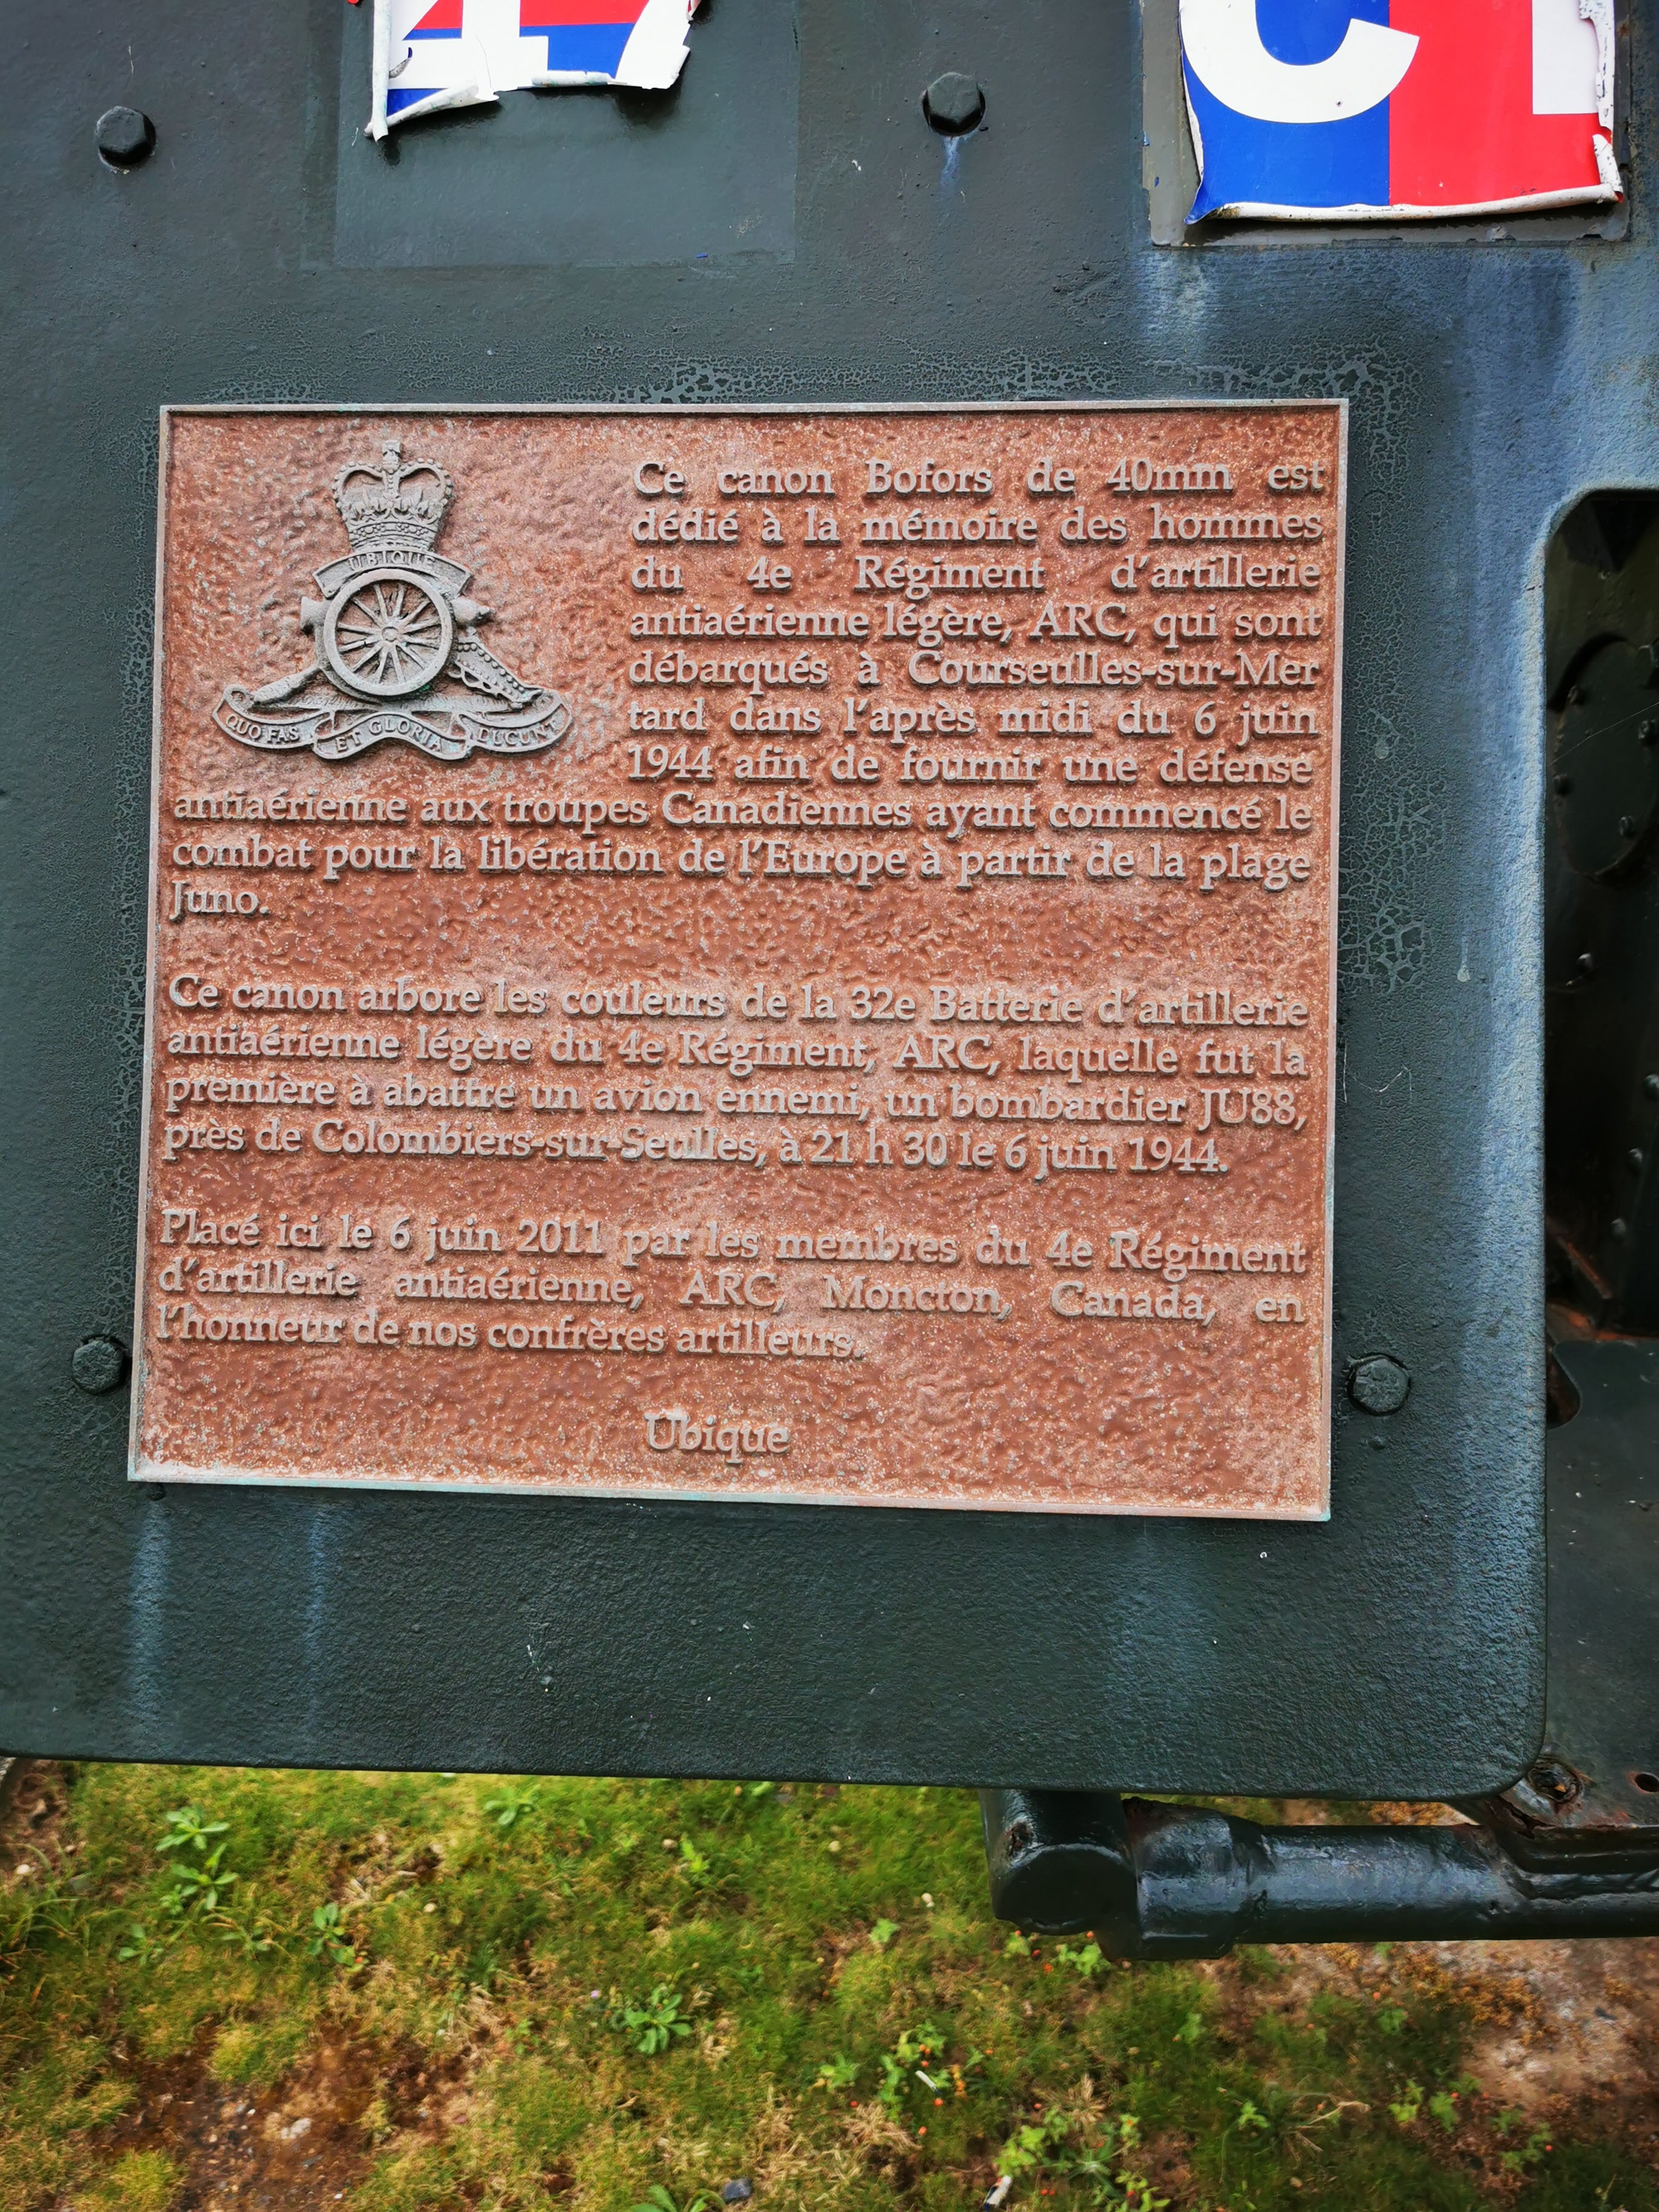 47
CI
UBIQUE
QUO FAS ET GLORIA DUCUNT
Ce canon Bofors de 40mm est
dédié à la mémoire des hommes
du 4e Régiment d'artillerie
antiaérienne légère, ARC, qui sont
débarqués à Courseulles-sur-Mer
tard dans l'après midi du 6 juin
1944 afin de fournir une défense
antiaérienne aux troupes Canadiennes ayant commencé le
combat pour la libération de l'Europe à partir de la plage
Juno.
Ce canon arbore les couleurs de la 32e Batterie d'artillerie
antiaérienne légère du 4e Régiment, ARC, laquelle fut la
première à abattre un avion ennemi, un bombardier JU88,
près de Colombiers-sur-Seulles, à 21 h 30 le 6 juin 1944.
Placé ici le 6 juin 2011 par les membres du 4e Régiment
d'artillerie antiaérienne, ARC, Moncton, Canada, en
l'honneur de nos confrères artilleurs.
Ubique